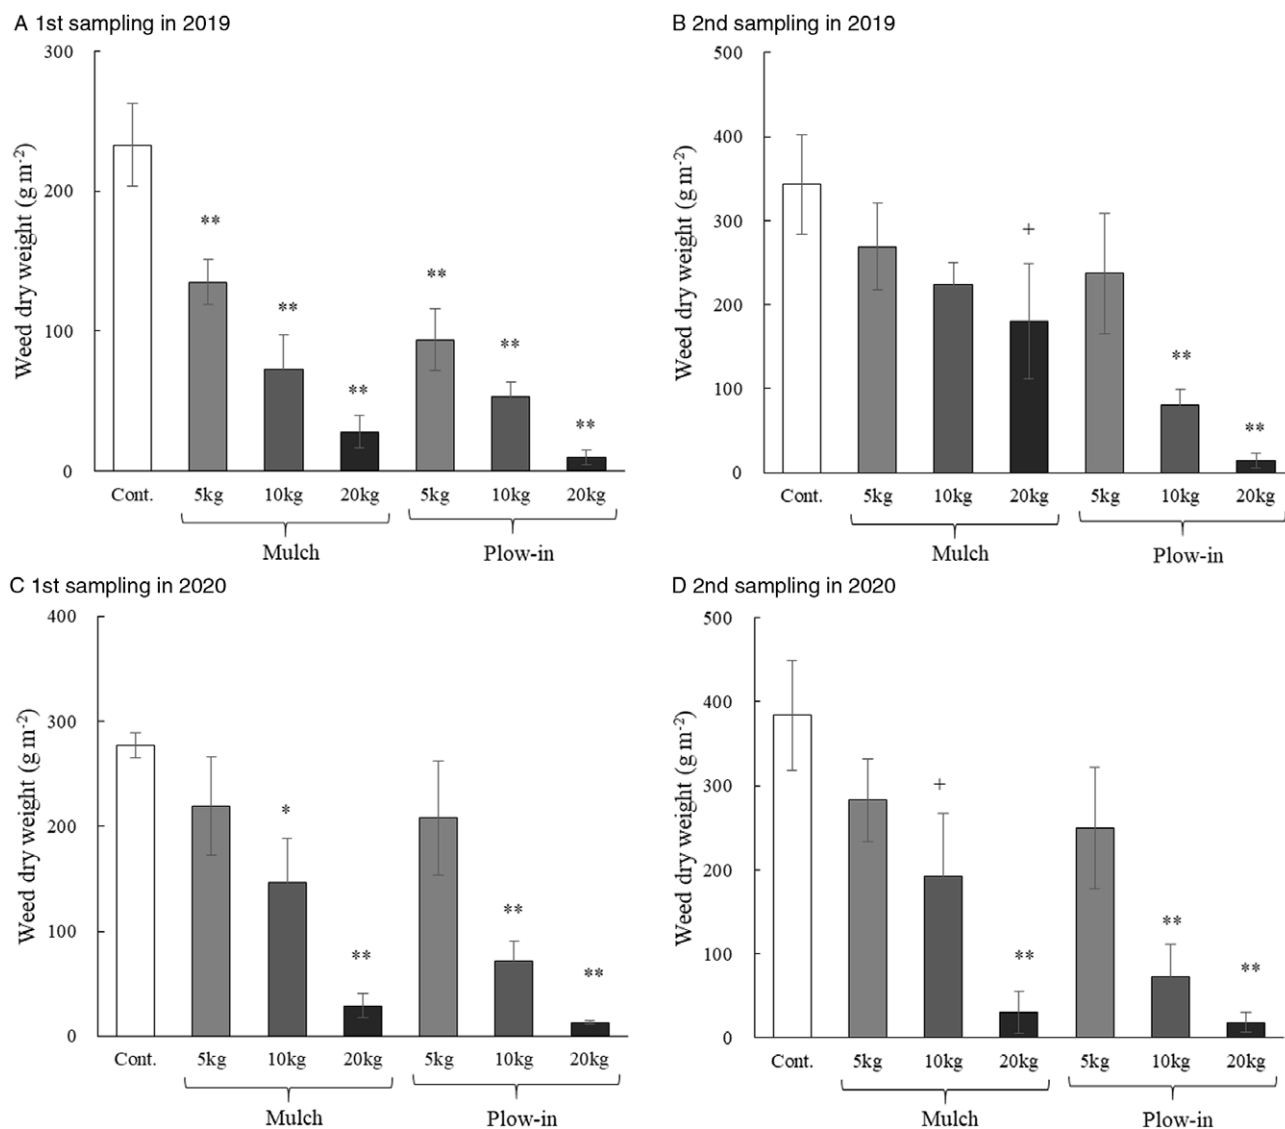 A 1st sampling in 2019
300
200
100
0
Weed dry weight (g m-2)
**
**
**
**
**
**
Cont. 5kg 10kg 20kg 5kg 10kg 20kg
Mulch Plow-in
B 2nd sampling in 2019
500
400
300
200
100
0
Weed dry weight (g m-2)
+
**
**
Cont. 5kg 10kg 20kg 5kg 10kg 20kg
Mulch Plow-in
C 1st sampling in 2020
400
300
200
100
0
Weed dry weight (g m-2)
*
**
**
**
Cont. 5kg 10kg 20kg 5kg 10kg 20kg
Mulch Plow-in
D 2nd sampling in 2020
500
400
300
200
100
0
Weed dry weight (g m-2)
+
**
**
**
Cont. 5kg 10kg 20kg 5kg 10kg 20kg
Mulch Plow-in